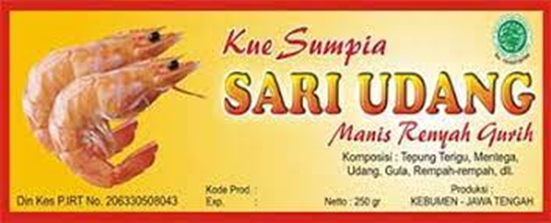 Kue Sumpia
SARI UDANG
Manis Renyah Gurih
Komposisi : Tepung Terigu, Mentega,
Udang, Gula, Rempah-rempah, dll.
Kode Prod :
Produksi :
Din Kes P.IRT No. 206330508043
Exp. :
Netto : 250 gr
KEBUMEN - JAWA TENGAH